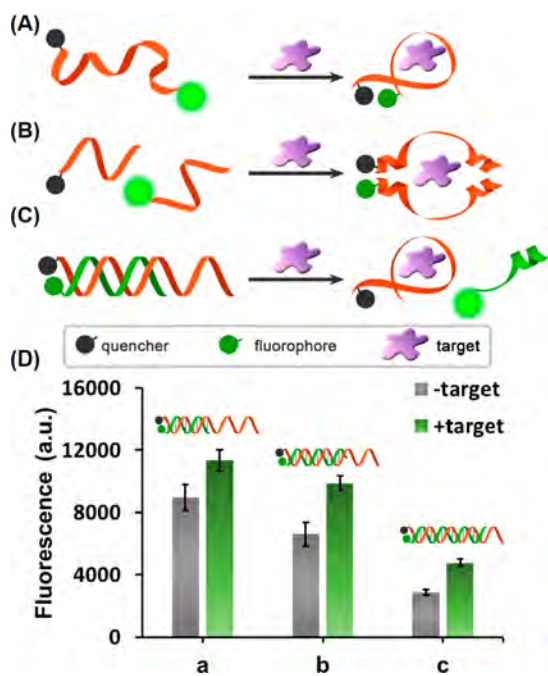 (A)
(B)
(C)
quencher fluorophore target
(D)
16000
12000
8000
4000
0
Fluorescence (a.u.)
-target
+target
a b c